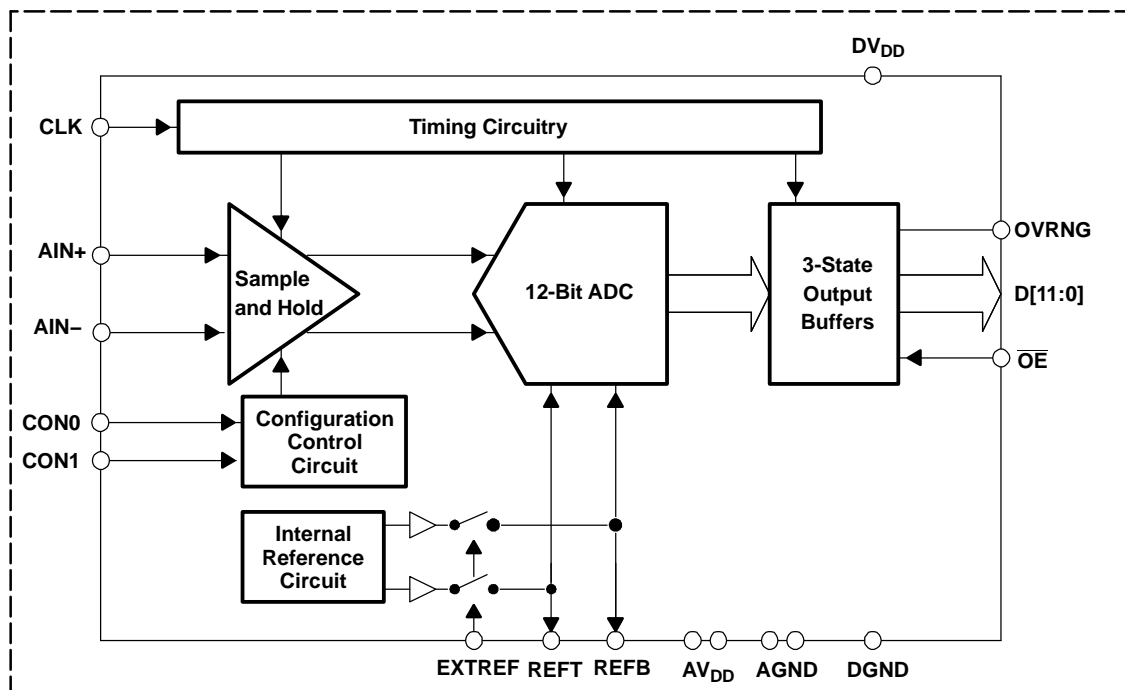 DVDD
CLK
Timing Circuitry
AIN+
Sample
and Hold
12-Bit ADC
3-State
Output
Buffers
OVRNG
D[11:0]
AIN–
OE
CON0
CON1
Configuration
Control
Circuit
Internal
Reference
Circuit
EXTREF
REFT
REFB
AVDD
AGND
DGND